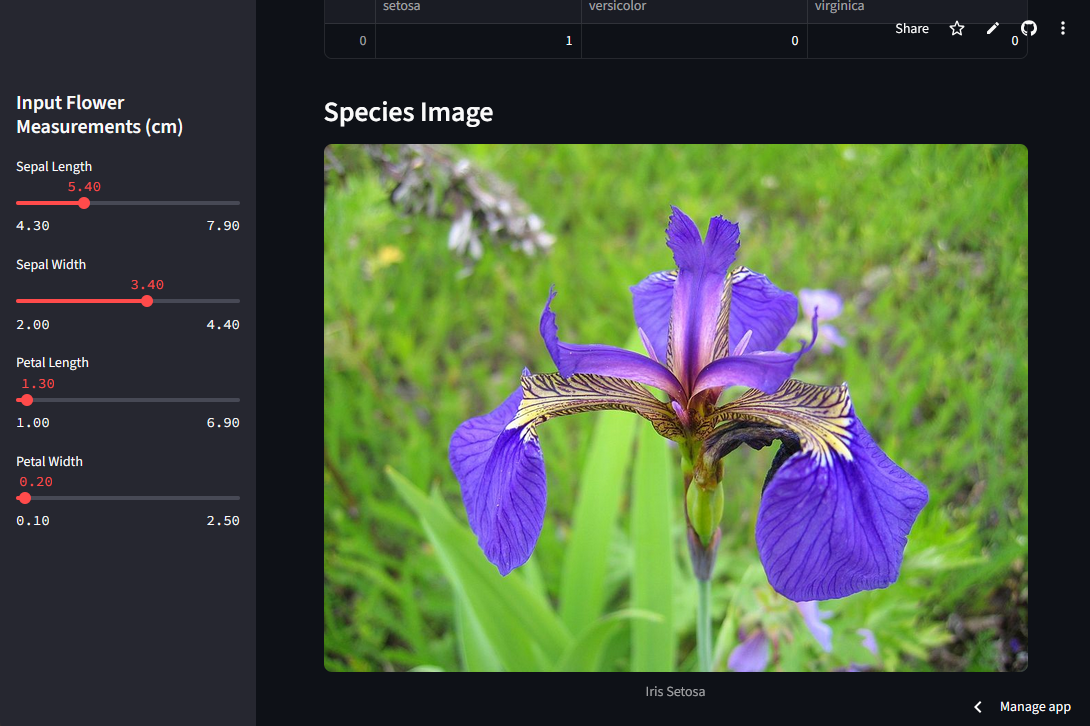 setosa versicolor virginica
0 1 0 0
Share
Input Flower
Measurements (cm)
Sepal Length
5.40
4.30 7.90
Sepal Width
3.40
2.00 4.40
Petal Length
1.30
1.00 6.90
Petal Width
0.20
0.10 2.50
Species Image
Iris Setosa
Manage app